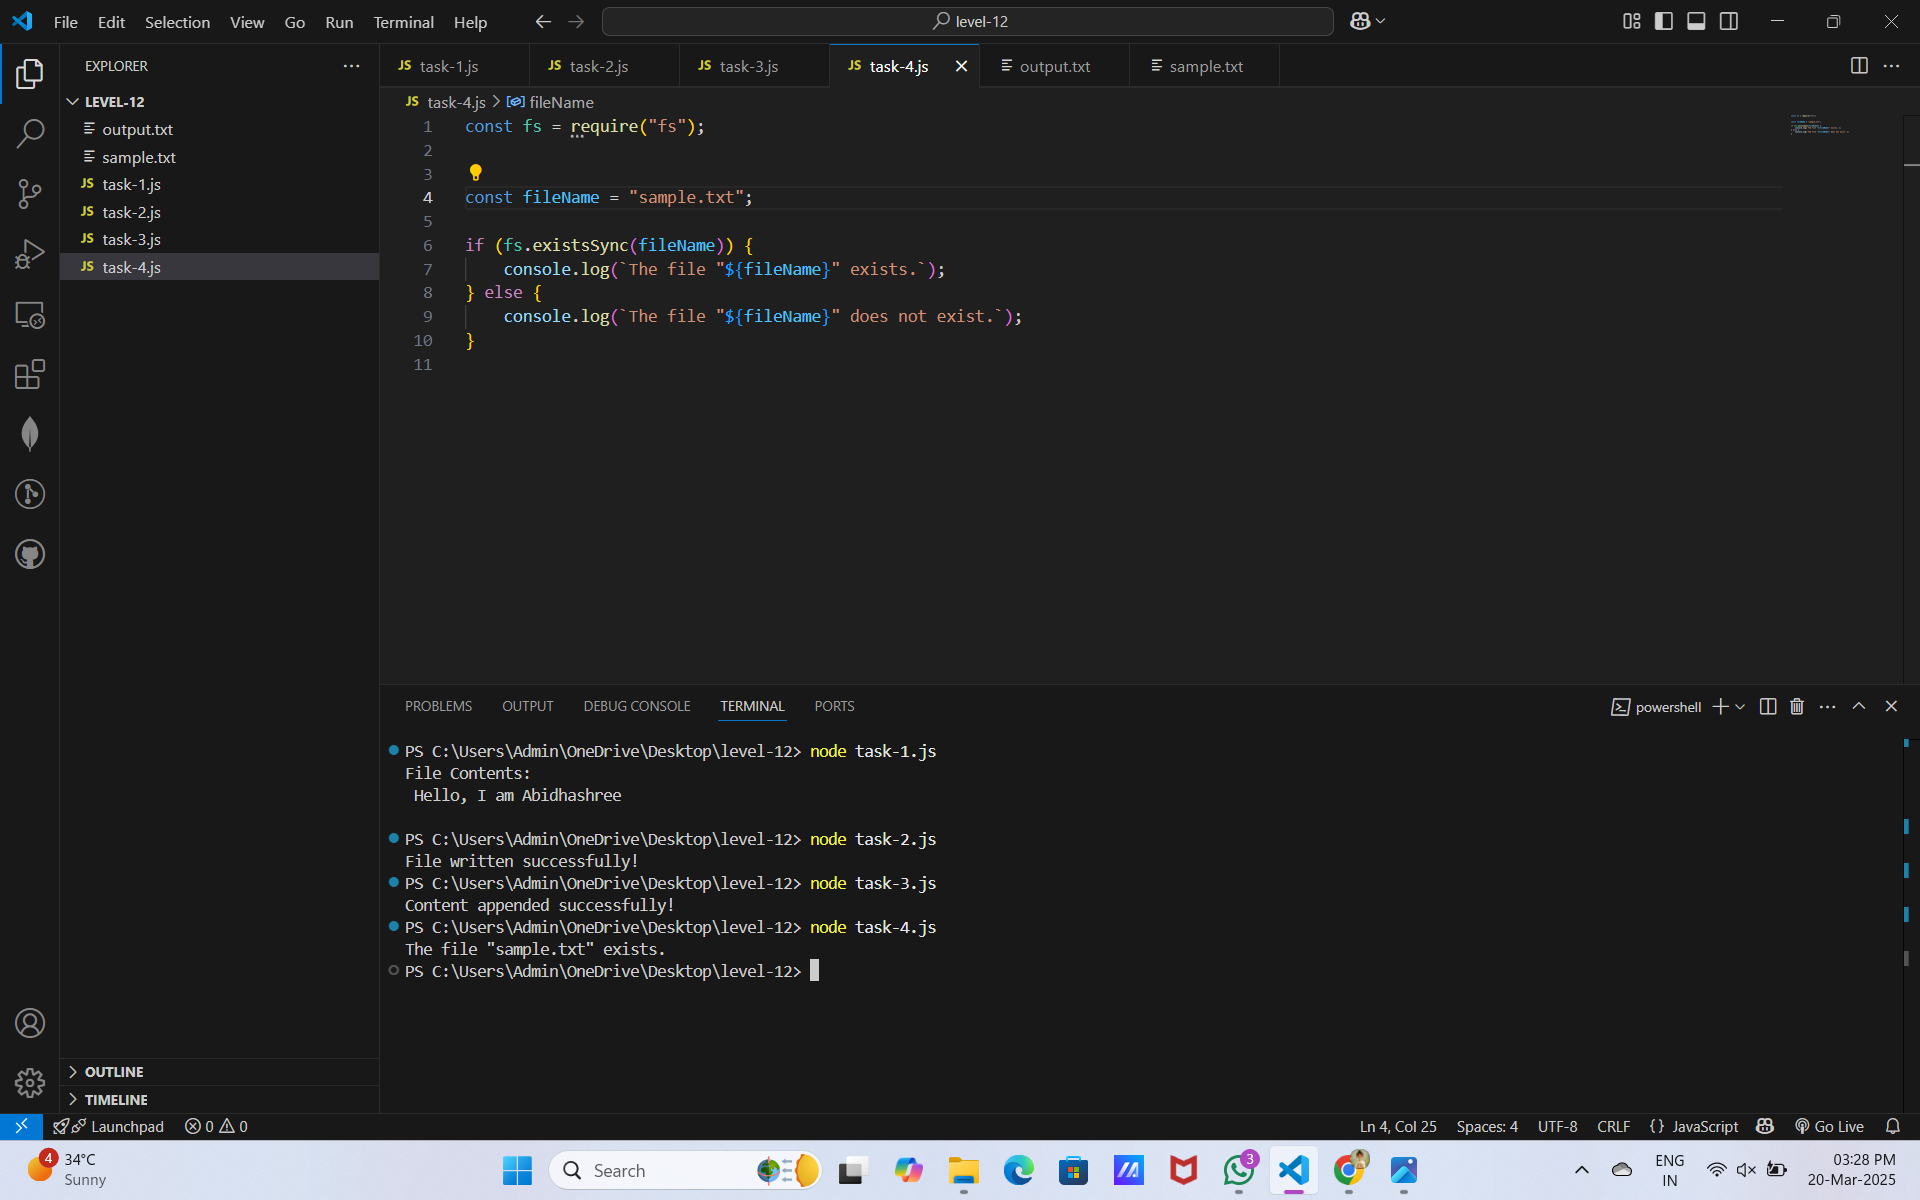 File Edit Selection View Go Run Terminal Help
level-12
EXPLORER
LEVEL-12
output.txt
sample.txt
JS task-1.js
JS task-2.js
JS task-3.js
JS task-4.js
OUTLINE
TIMELINE
JS task-1.js JS task-2.js JS task-3.js JS task-4.js output.txt sample.txt
JS task-4.js > fileName
1 const fs = require("fs");
2
3
4 const fileName = "sample.txt";
5
6 if (fs.existsSync(fileName)) {
7 console.log(`The file "${fileName}" exists.`);
8 } else {
9 console.log(`The file "${fileName}" does not exist.`);
10 }
11
PROBLEMS OUTPUT DEBUG CONSOLE TERMINAL PORTS
powershell
PS C:\Users\Admin\OneDrive\Desktop\level-12> node task-1.js
File Contents:
Hello, I am Abidhashree
PS C:\Users\Admin\OneDrive\Desktop\level-12> node task-2.js
File written successfully!
PS C:\Users\Admin\OneDrive\Desktop\level-12> node task-3.js
Content appended successfully!
PS C:\Users\Admin\OneDrive\Desktop\level-12> node task-4.js
The file "sample.txt" exists.
PS C:\Users\Admin\OneDrive\Desktop\level-12>
Launchpad 0 0
Ln 4, Col 25 Spaces: 4 UTF-8 CRLF {} JavaScript Go Live
4
34°C
Sunny
Search
3
ENG
IN
03:28 PM
20-Mar-2025